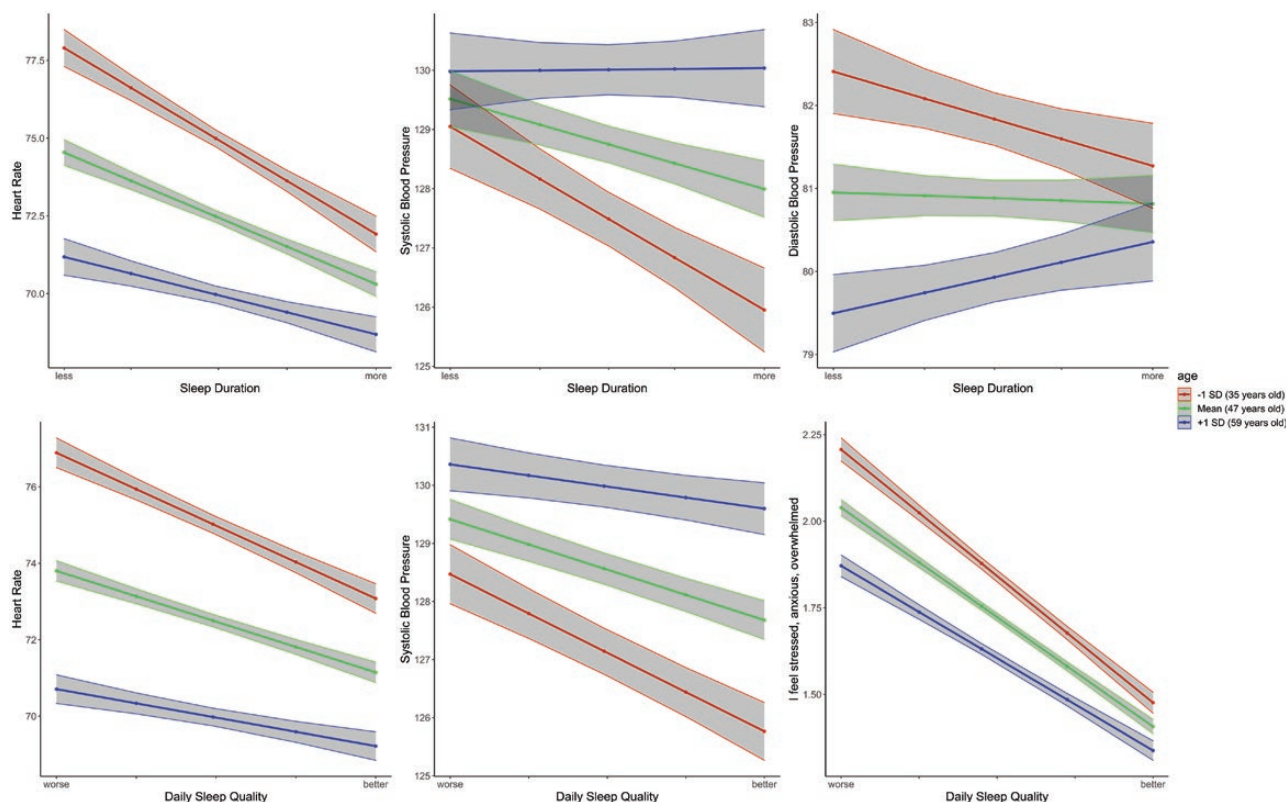 77.5
75.0
72.5
70.0
Heart Rate
less
more
Sleep Duration
130
129
128
127
126
125
Systolic Blood Pressure
less
more
Sleep Duration
83
82
81
80
79
Diastolic Blood Pressure
less
more
Sleep Duration
age
-1 SD (35 years old)
Mean (47 years old)
+1 SD (59 years old)
76
74
72
70
Heart Rate
worse
better
Daily Sleep Quality
131
130
129
128
127
126
125
Systolic Blood Pressure
worse
better
Daily Sleep Quality
2.25
2.00
1.75
1.50
I feel stressed, anxious, overwhelmed
worse
better
Daily Sleep Quality